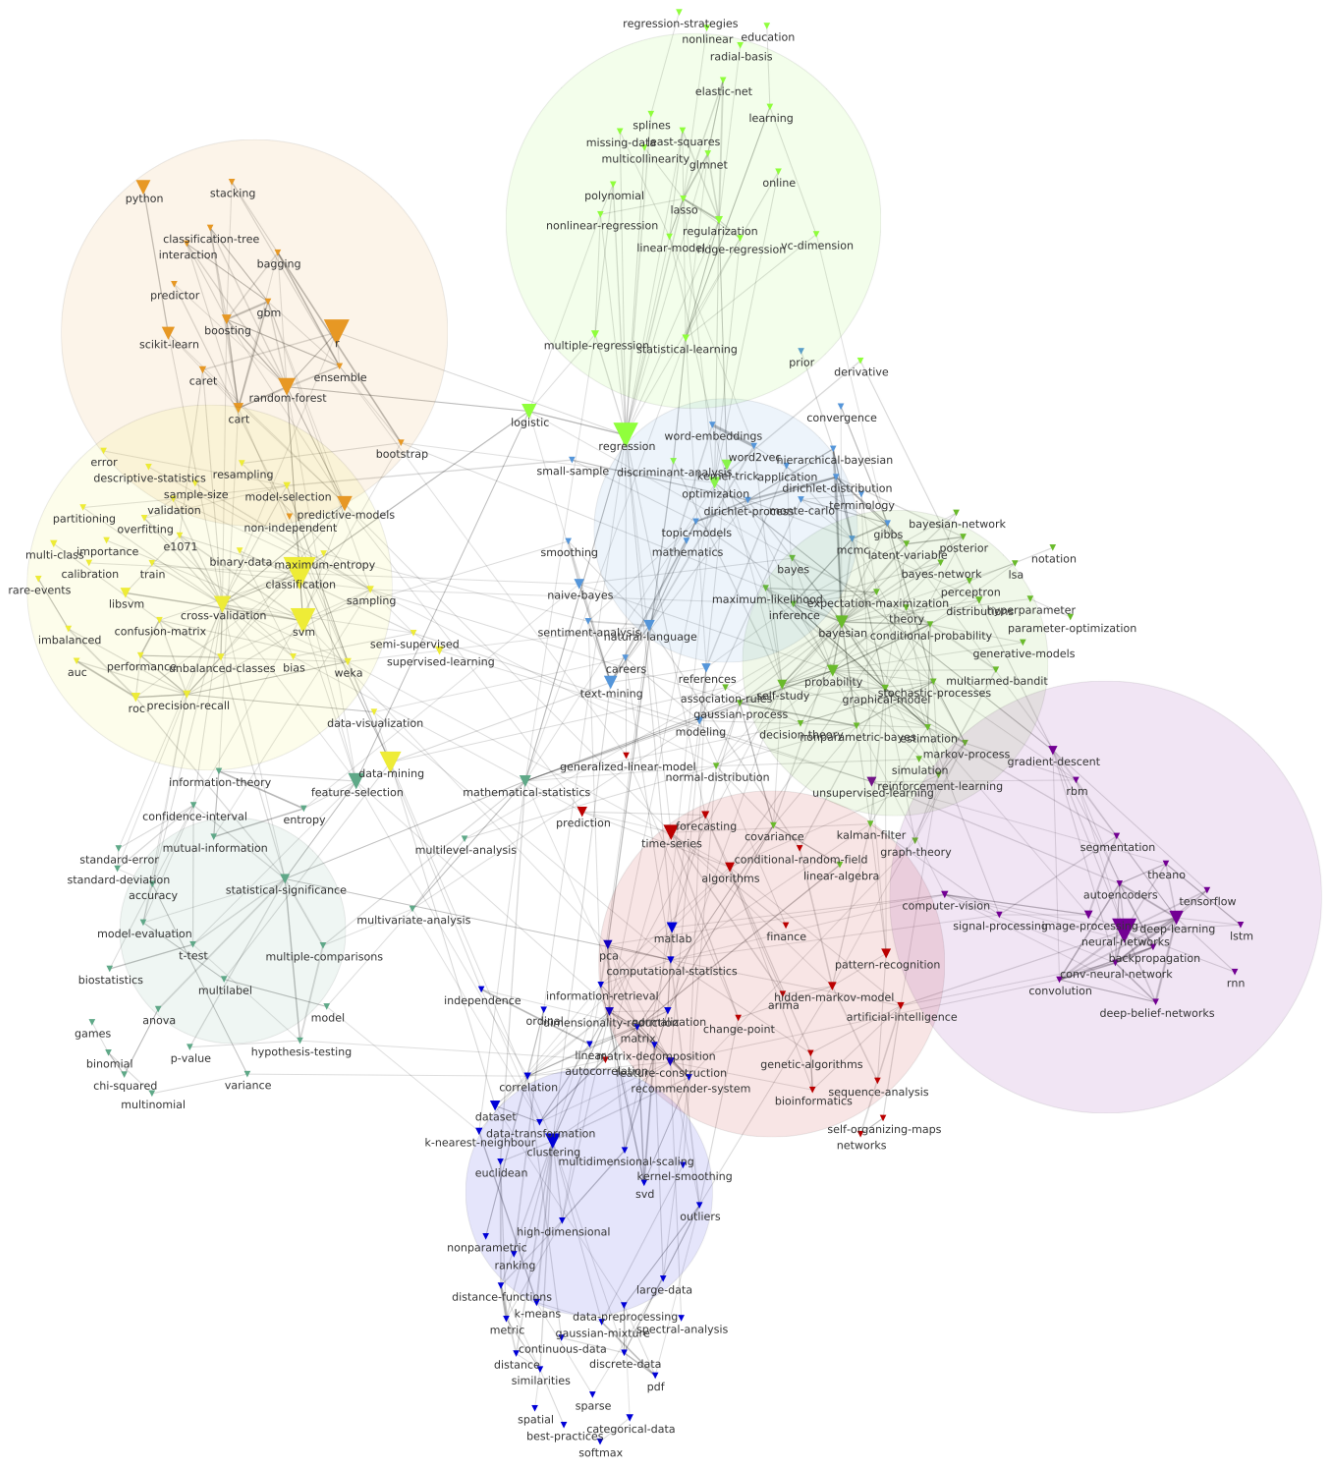 regression-strategies
nonlinear
education
radial-basis
elastic-net
learning
splines
missing-data
least-squares
multicollinearity
glmnet
online
polynomial
lasso
nonlinear-regression
regularization
linear-model
ridge-regression
vc-dimension
python
stacking
classification-tree
interaction
bagging
predictor
gbm
boosting
scikit-learn
r
multiple-regression
statistical-learning
prior
caret
ensemble
derivative
random-forest
cart
logistic
convergence
regression
word-embeddings
bootstrap
word2vec
error
resampling
small-sample
discriminant-analysis
hierarchical-bayesian
descriptive-statistics
kernel-trick
application
sample-size
model-selection
optimization
dirichlet-distribution
validation
partitioning
predictive-models
dirichlet-process
monte-carlo
terminology
overfitting
non-independent
topic-models
gibbs
bayesian-network
multi-class
importance
e1071
smoothing
mathematics
mcmc
latent-variable
posterior
notation
calibration
train
binary-data
maximum-entropy
bayes
bayes-network
lsa
rare-events
classification
libsvm
sampling
naive-bayes
maximum-likelihood
expectation-maximization
perceptron
cross-validation
inference
theory
distributions
hyperparameter
imbalanced
confusion-matrix
svm
sentiment-analysis
natural-language
bayesian
conditional-probability
parameter-optimization
semi-supervised
supervised-learning
generative-models
auc
performance
unbalanced-classes
bias
weka
careers
references
probability
multiarmed-bandit
text-mining
self-study
stochastic-processes
roc
precision-recall
association-rules
graphical-model
data-visualization
gaussian-process
modeling
decision-theory
nonparametric-bayes
estimation
markov-process
gradient-descent
data-mining
generalized-linear-model
normal-distribution
simulation
information-theory
feature-selection
mathematical-statistics
unsupervised-learning
reinforcement-learning
rbm
confidence-interval
entropy
prediction
forecasting
covariance
kalman-filter
mutual-information
multilevel-analysis
time-series
graph-theory
segmentation
standard-error
conditional-random-field
linear-algebra
theano
standard-deviation
statistical-significance
algorithms
autoencoders
accuracy
tensorflow
computer-vision
multivariate-analysis
signal-processing
image-processing
deep-learning
lstm
model-evaluation
matlab
finance
neural-networks
t-test
multiple-comparisons
pca
computational-statistics
pattern-recognition
backpropagation
biostatistics
conv-neural-network
rnn
multilabel
information-retrieval
hidden-markov-model
convolution
independence
arima
model
ordinal
dimensionality-reduction
normalization
change-point
artificial-intelligence
deep-belief-networks
anova
games
matrix
p-value
hypothesis-testing
linear
matrix-decomposition
binomial
genetic-algorithms
autocorrelation
feature-construction
chi-squared
variance
correlation
recommender-system
sequence-analysis
multinomial
bioinformatics
dataset
self-organizing-maps
data-transformation
k-nearest-neighbour
networks
clustering
multidimensional-scaling
euclidean
kernel-smoothing
svd
outliers
high-dimensional
nonparametric
ranking
large-data
distance-functions
k-means
data-preprocessing
metric
gaussian-mixture
spectral-analysis
continuous-data
distance
discrete-data
similarities
pdf
sparse
spatial
categorical-data
best-practices
softmax